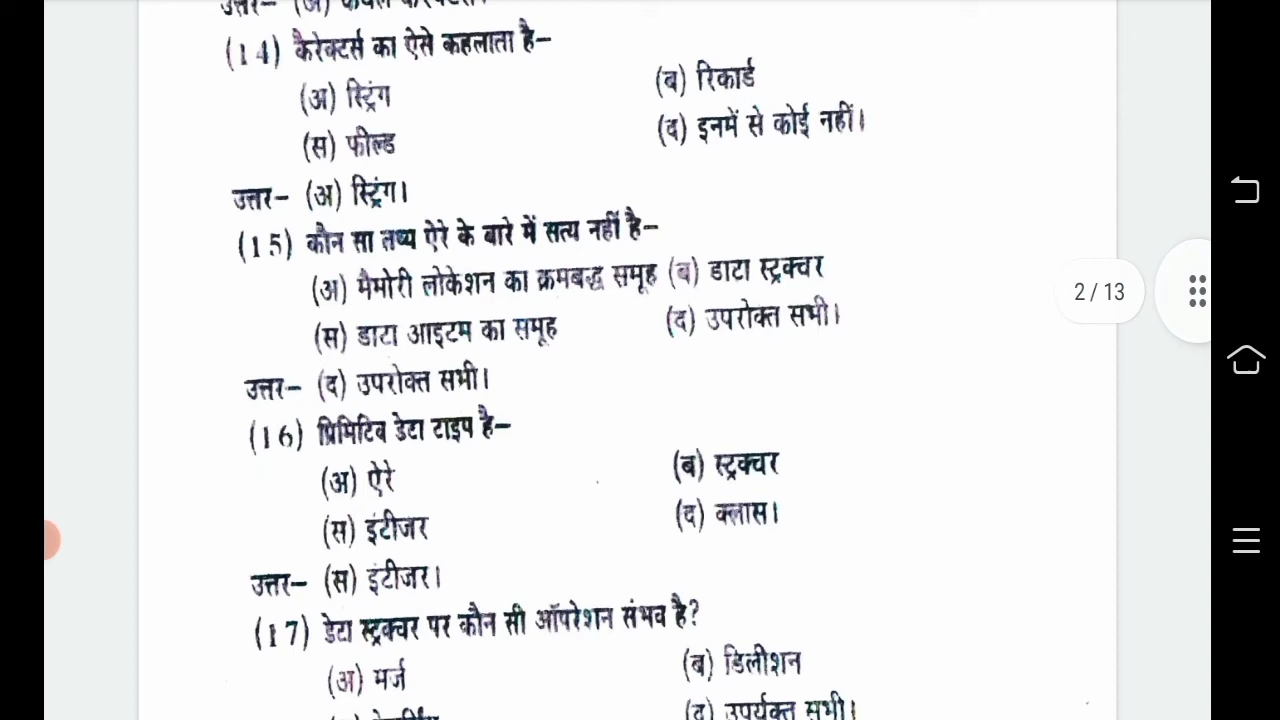 उत्तर– (अ)
(14) कैरेक्टर्स का ऐसे कहलाता है–
(अ) स्ट्रिंग (ब) रिकार्ड
(स) फील्ड (द) इनमें से कोई नहीं।
उत्तर– (अ) स्ट्रिंग।
(15) कौन सा तथ्य ऐरे के बारे में सत्य नहीं है–
(अ) मैमोरी लोकेशन का क्रमबद्ध समूह (ब) डाटा स्ट्रक्चर
(स) डाटा आइटम का समूह (द) उपरोक्त सभी।
उत्तर– (द) उपरोक्त सभी।
(16) प्रिमिटिव डेटा टाइप है–
(अ) ऐरे (ब) स्ट्रक्चर
(स) इंटीजर (द) क्लास।
उत्तर– (स) इंटीजर।
(17) डेटा स्ट्रक्चर पर कौन सी ऑपरेशन संभव है?
(अ) मर्ज (ब) डिलीशन
(द) उपर्युक्त सभी।
2 / 13